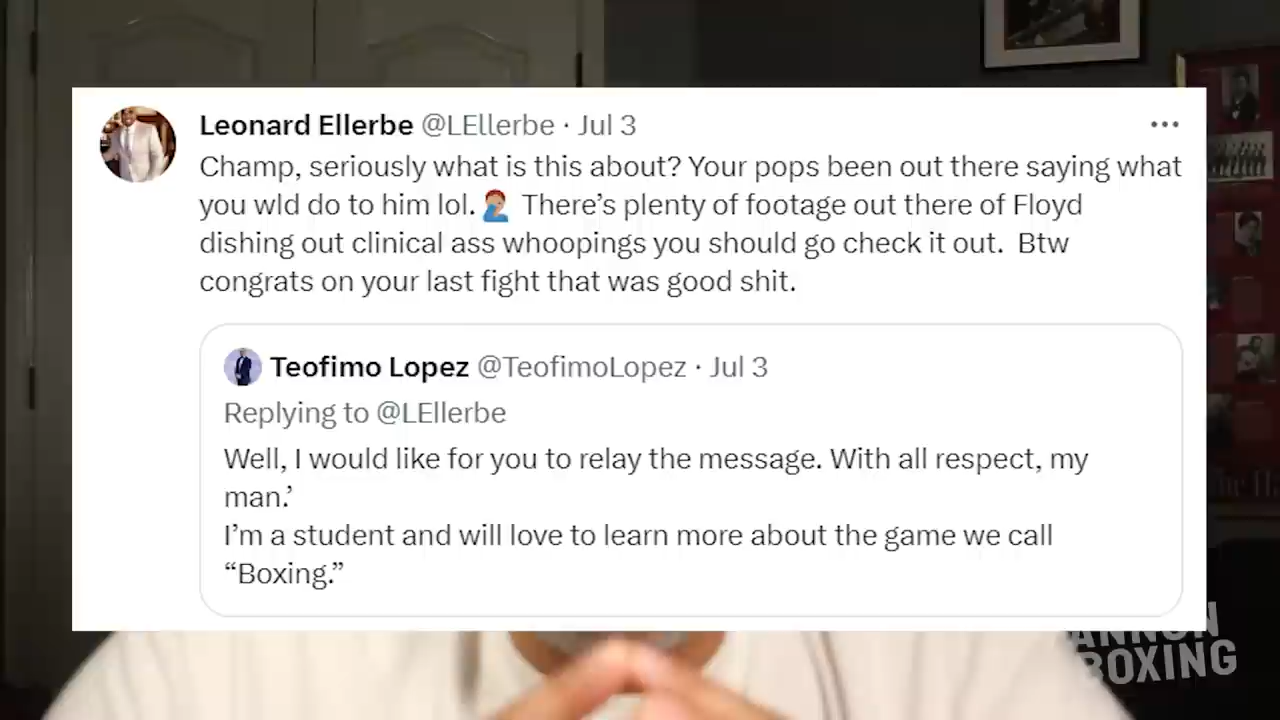 Leonard Ellerbe @LEllerbe · Jul 3
Champ, seriously what is this about? Your pops been out there saying what
you wld do to him lol.🤦🏽‍♂️ There’s plenty of footage out there of Floyd
dishing out clinical ass whoopings you should go check it out.  Btw
congrats on your last fight that was good shit.
Teofimo Lopez @TeofimoLopez · Jul 3
Replying to @LEllerbe
Well, I would like for you to relay the message. With all respect, my
man.’
I’m a student and will love to learn more about the game we call
“Boxing.”
BOXING